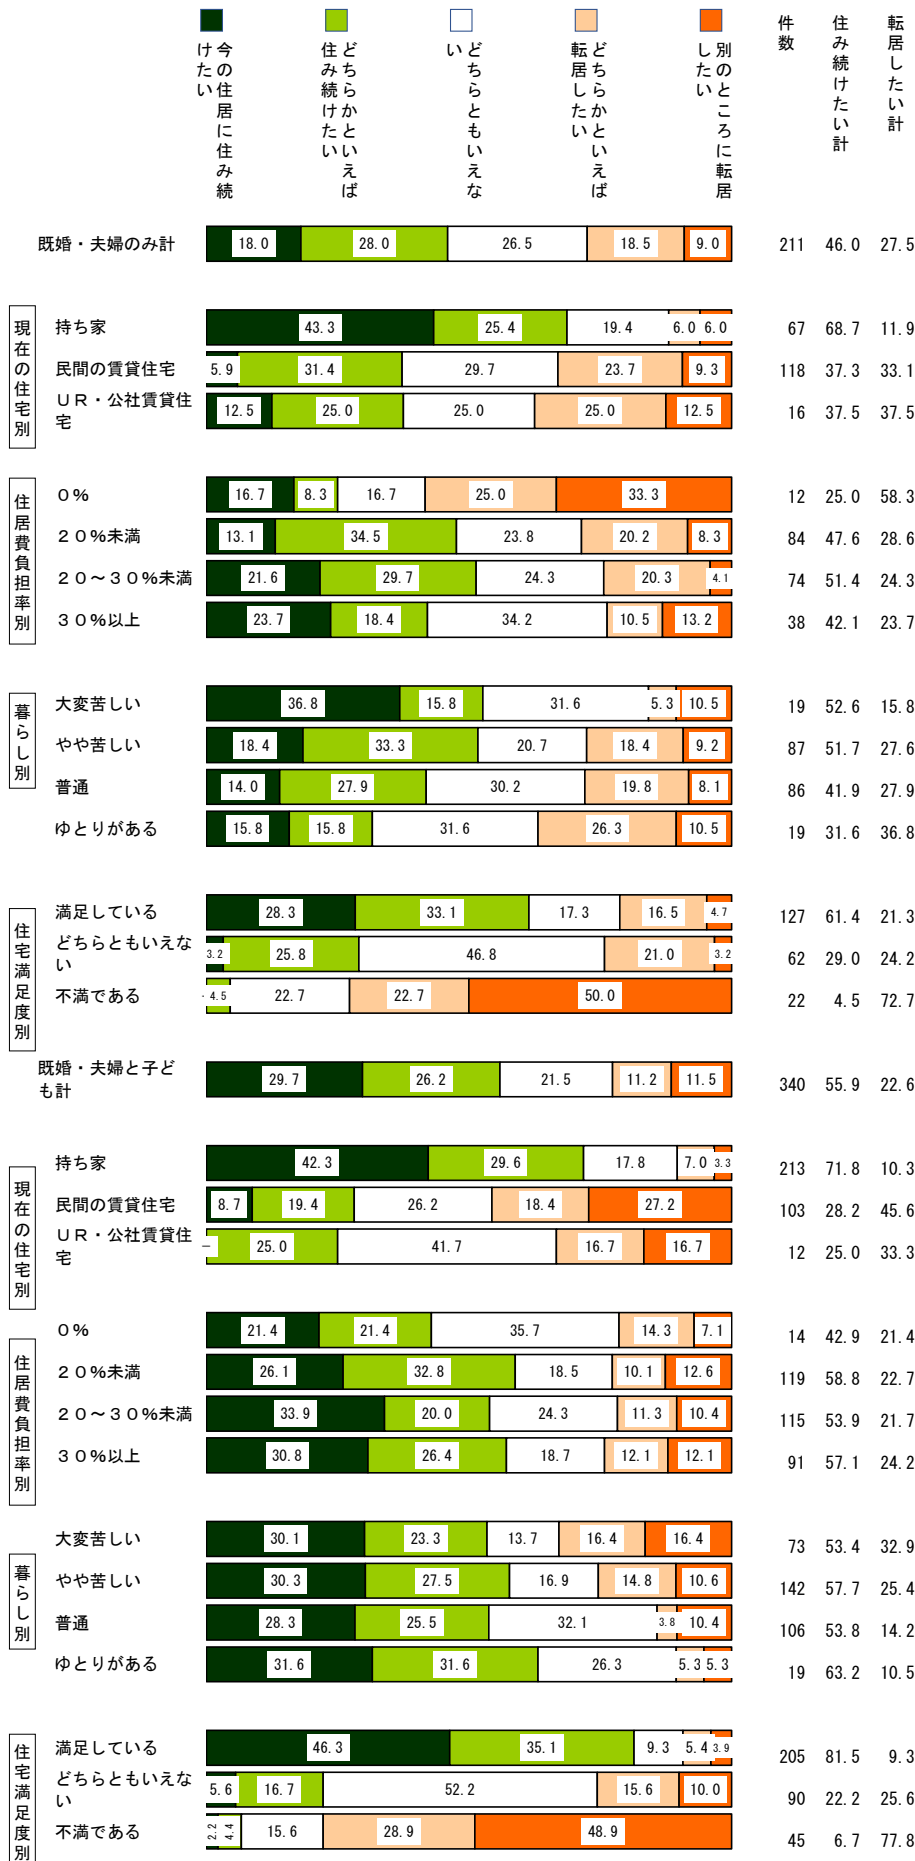 今の住居に住み続
けたい
どちらかといえば
住み続けたい
どちらともいえな
い
どちらかといえば
転居したい
別のところに転居
したい
件数
住み続けたい計
転居したい計
既婚・夫婦のみ計 18.0 28.0 26.5 18.5 9.0 211 46.0 27.5
現在の住宅別
持ち家 43.3 25.4 19.4 6.0 6.0 67 68.7 11.9
民間の賃貸住宅 5.9 31.4 29.7 23.7 9.3 118 37.3 33.1
UR・公社賃貸住
宅 12.5 25.0 25.0 25.0 12.5 16 37.5 37.5
住居費負担率別
0% 16.7 8.3 16.7 25.0 33.3 12 25.0 58.3
20%未満 13.1 34.5 23.8 20.2 8.3 84 47.6 28.6
20~30%未満 21.6 29.7 24.3 20.3 4.1 74 51.4 24.3
30%以上 23.7 18.4 34.2 10.5 13.2 38 42.1 23.7
暮らし別
大変苦しい 36.8 15.8 31.6 5.3 10.5 19 52.6 15.8
やや苦しい 18.4 33.3 20.7 18.4 9.2 87 51.7 27.6
普通 14.0 27.9 30.2 19.8 8.1 86 41.9 27.9
ゆとりがある 15.8 15.8 31.6 26.3 10.5 19 31.6 36.8
住宅満足度別
満足している 28.3 33.1 17.3 16.5 4.7 127 61.4 21.3
どちらともいえな
い 3.2 25.8 46.8 21.0 3.2 62 29.0 24.2
不満である - 4.5 22.7 22.7 50.0 22 4.5 72.7
既婚・夫婦と子ど
も計 29.7 26.2 21.5 11.2 11.5 340 55.9 22.6
現在の住宅別
持ち家 42.3 29.6 17.8 7.0 3.3 213 71.8 10.3
民間の賃貸住宅 8.7 19.4 26.2 18.4 27.2 103 28.2 45.6
UR・公社賃貸住
宅 - 25.0 41.7 16.7 16.7 12 25.0 33.3
住居費負担率別
0% 21.4 21.4 35.7 14.3 7.1 14 42.9 21.4
20%未満 26.1 32.8 18.5 10.1 12.6 119 58.8 22.7
20~30%未満 33.9 20.0 24.3 11.3 10.4 115 53.9 21.7
30%以上 30.8 26.4 18.7 12.1 12.1 91 57.1 24.2
暮らし別
大変苦しい 30.1 23.3 13.7 16.4 16.4 73 53.4 32.9
やや苦しい 30.3 27.5 16.9 14.8 10.6 142 57.7 25.4
普通 28.3 25.5 32.1 3.8 10.4 106 53.8 14.2
ゆとりがある 31.6 31.6 26.3 5.3 5.3 19 63.2 10.5
住宅満足度別
満足している 46.3 35.1 9.3 5.4 3.9 205 81.5 9.3
どちらともいえな
い 5.6 16.7 52.2 15.6 10.0 90 22.2 25.6
不満である 2.2 4.4 15.6 28.9 48.9 45 6.7 77.8